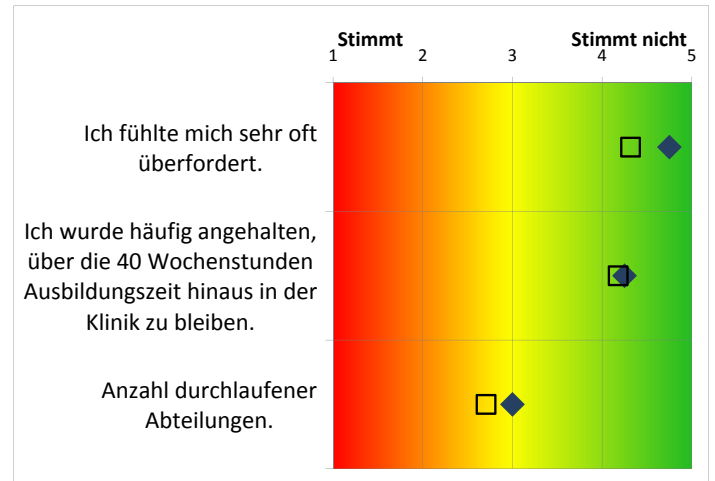 Stimmt Stimmt nicht
1 2 3 4 5
Ich fühlte mich sehr oft
überfordert.
Ich wurde häufig angehalten,
über die 40 Wochenstunden
Ausbildungszeit hinaus in der
Klinik zu bleiben.
Anzahl durchlaufener
Abteilungen.